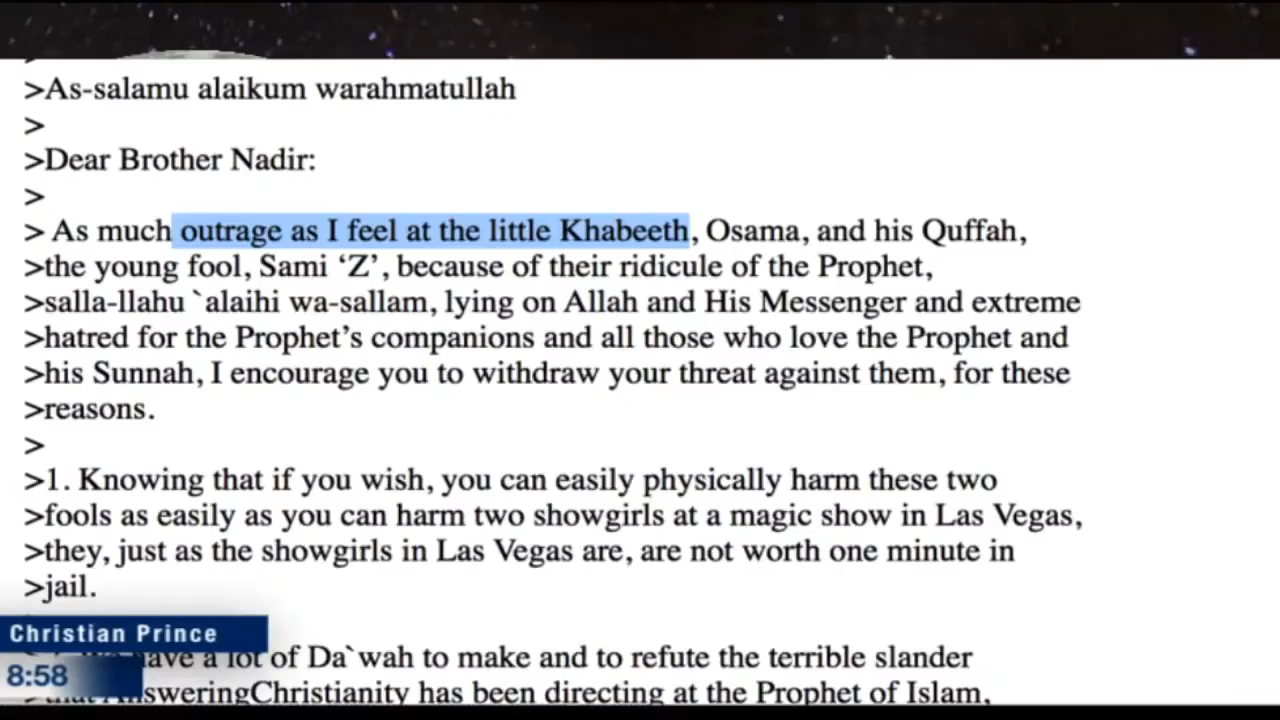 >As-salamu alaikum warahmatullah
>
>Dear Brother Nadir:
>
> As much outrage as I feel at the little Khabeeth, Osama, and his Quffah,
>the young fool, Sami ‘Z’, because of their ridicule of the Prophet,
>salla-llahu `alaihi wa-sallam, lying on Allah and His Messenger and extreme
>hatred for the Prophet’s companions and all those who love the Prophet and
>his Sunnah, I encourage you to withdraw your threat against them, for these
>reasons.
>
>1. Knowing that if you wish, you can easily physically harm these two
>fools as easily as you can harm two showgirls at a magic show in Las Vegas,
>they, just as the showgirls in Las Vegas are, are not worth one minute in
>jail.
Christian Prince
have a lot of Da`wah to make and to refute the terrible slander
8:58
AnsweringChristianity has been directing at the Prophet of Islam,